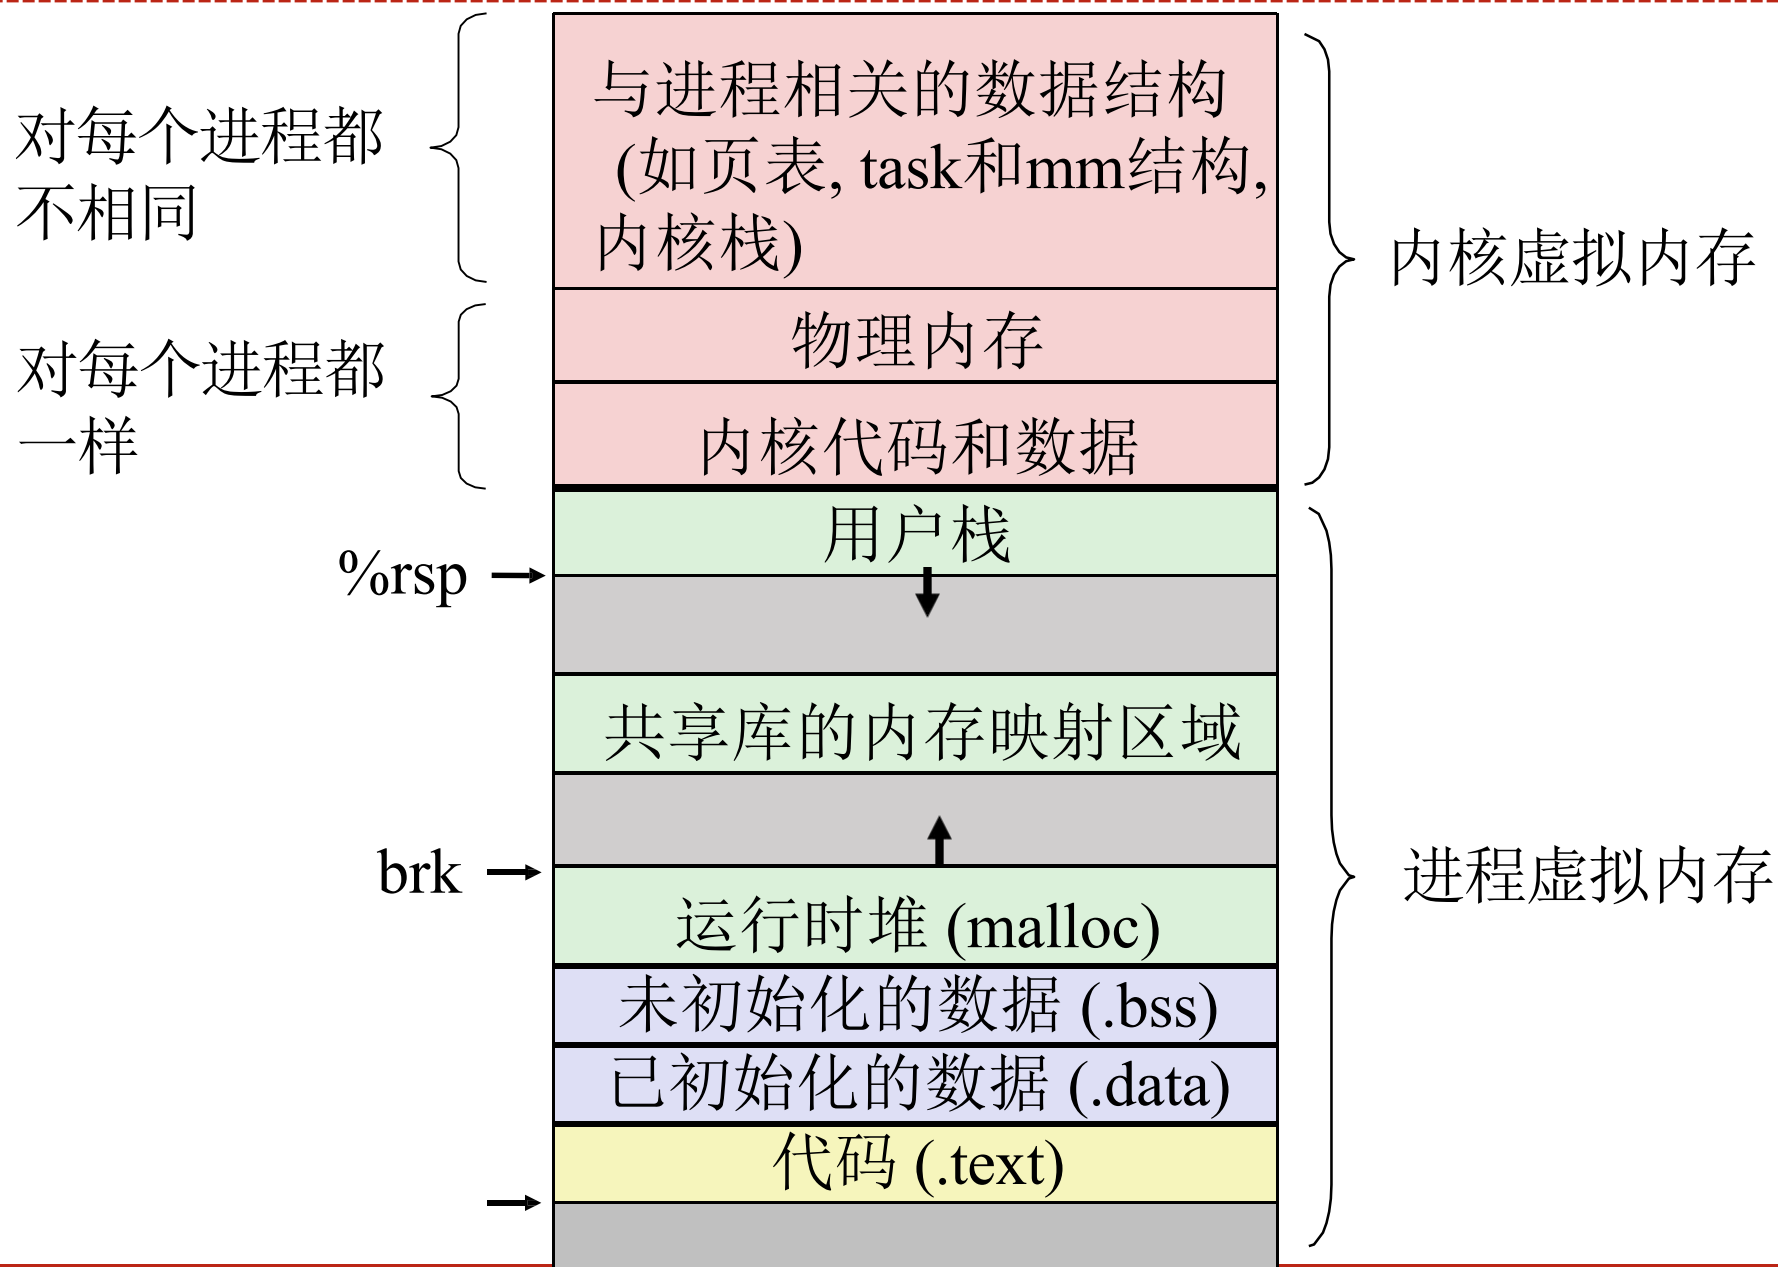 与进程相关的数据结构
(如页表, task和mm结构,
内核栈)
对每个进程都
不相同
内核虚拟内存
物理内存
对每个进程都
一样
内核代码和数据
用户栈
%rsp
共享库的内存映射区域
brk
进程虚拟内存
运行时堆 (malloc)
未初始化的数据 (.bss)
已初始化的数据 (.data)
代码 (.text)